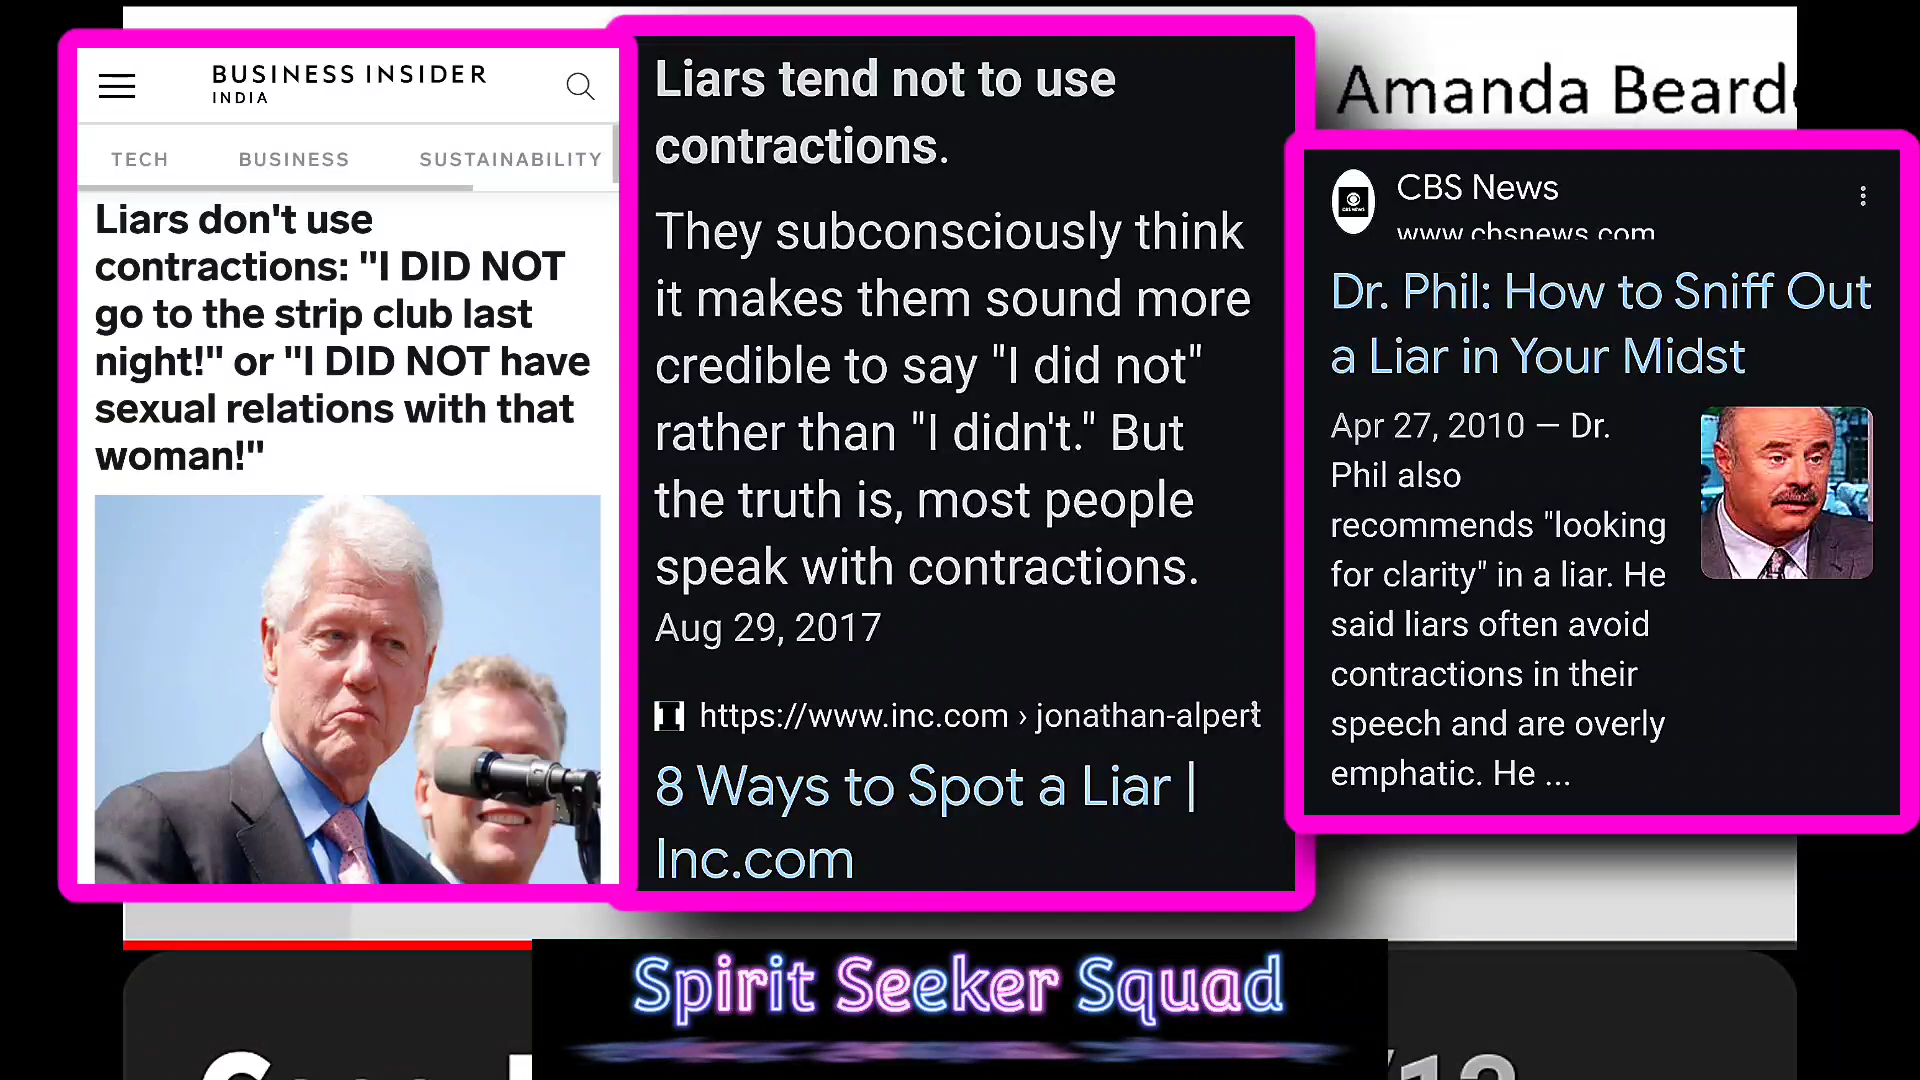 BUSINESS INSIDER
INDIA
TECH BUSINESS SUSTAINABILITY
Liars don't use
contractions: "I DID NOT
go to the strip club last
night!" or "I DID NOT have
sexual relations with that
woman!"
Liars tend not to use
contractions.
They subconsciously think
it makes them sound more
credible to say "I did not"
rather than "I didn't." But
the truth is, most people
speak with contractions.
Aug 29, 2017
https://www.inc.com › jonathan-alpert
8 Ways to Spot a Liar |
Inc.com
Amanda Beard
CBS News
www.cbsnews.com
Dr. Phil: How to Sniff Out
a Liar in Your Midst
Apr 27, 2010 — Dr.
Phil also
recommends "looking
for clarity" in a liar. He
said liars often avoid
contractions in their
speech and are overly
emphatic. He ...
Spirit Seeker Squad